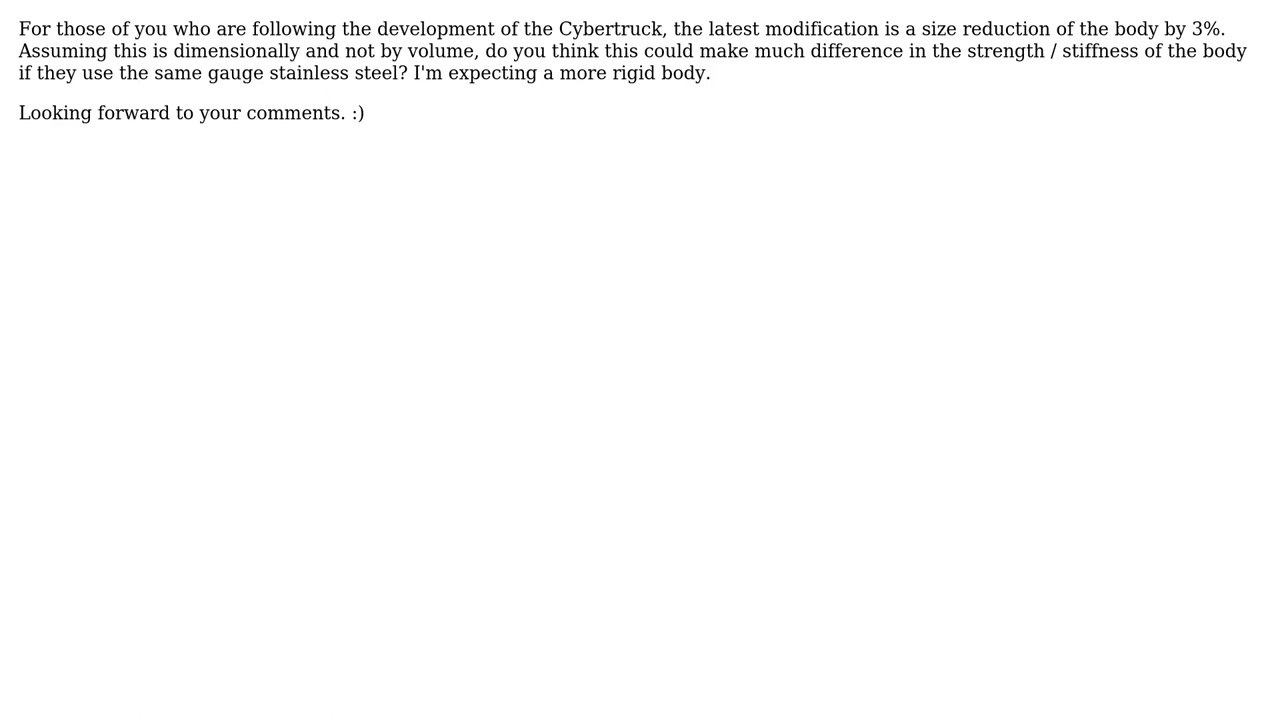 For those of you who are following the development of the Cybertruck, the latest modification is a size reduction of the body by 3%.
Assuming this is dimensionally and not by volume, do you think this could make much difference in the strength / stiffness of the body
if they use the same gauge stainless steel? I'm expecting a more rigid body.
Looking forward to your comments. :)